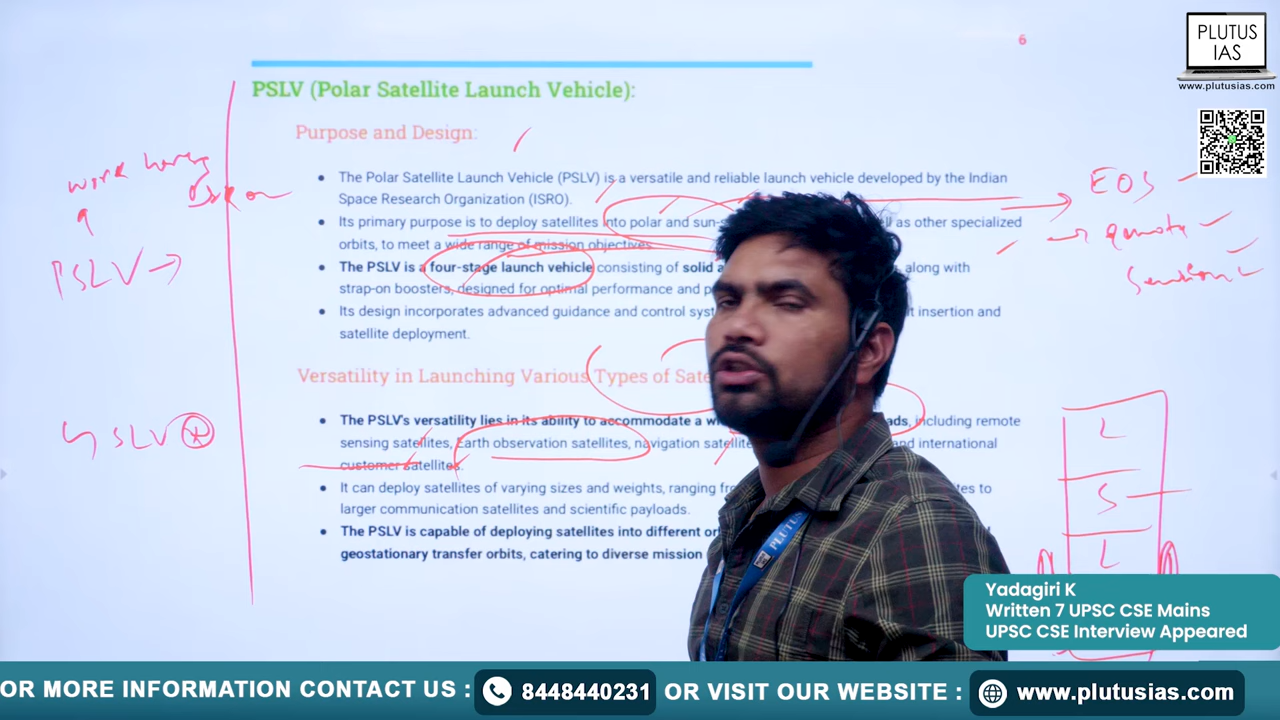 6
PLUTUS
IAS
www.plutusias.com
PSLV (Polar Satellite Launch Vehicle):
Purpose and Design:
• The Polar Satellite Launch Vehicle (PSLV) is a versatile and reliable launch vehicle developed by the Indian
Space Research Organization (ISRO).
• Its primary purpose is to deploy satellites into polar and sun- ell as other specialized
orbits, to meet a wide range of mission objectives.
• The PSLV is a four-stage launch vehicle consisting of solid a , along with
strap-on boosters, designed for optimal performance and p
• Its design incorporates advanced guidance and control syst t insertion and
satellite deployment.
Versatility in Launching Various Types of Sate
• The PSLV's versatility lies in its ability to accommodate a wi ads, including remote
sensing satellites, Earth observation satellites, navigation satellite and international
customer satellites.
• It can deploy satellites of varying sizes and weights, ranging fr tes to
larger communication satellites and scientific payloads.
• The PSLV is capable of deploying satellites into different or d
geostationary transfer orbits, catering to diverse mission
work horse
PSLV →
GSLV
EOS
L
S
L
PLUTUS
Yadagiri K
Written 7 UPSC CSE Mains
UPSC CSE Interview Appeared
OR MORE INFORMATION CONTACT US : 8448440231 OR VISIT OUR WEBSITE : www.plutusias.com